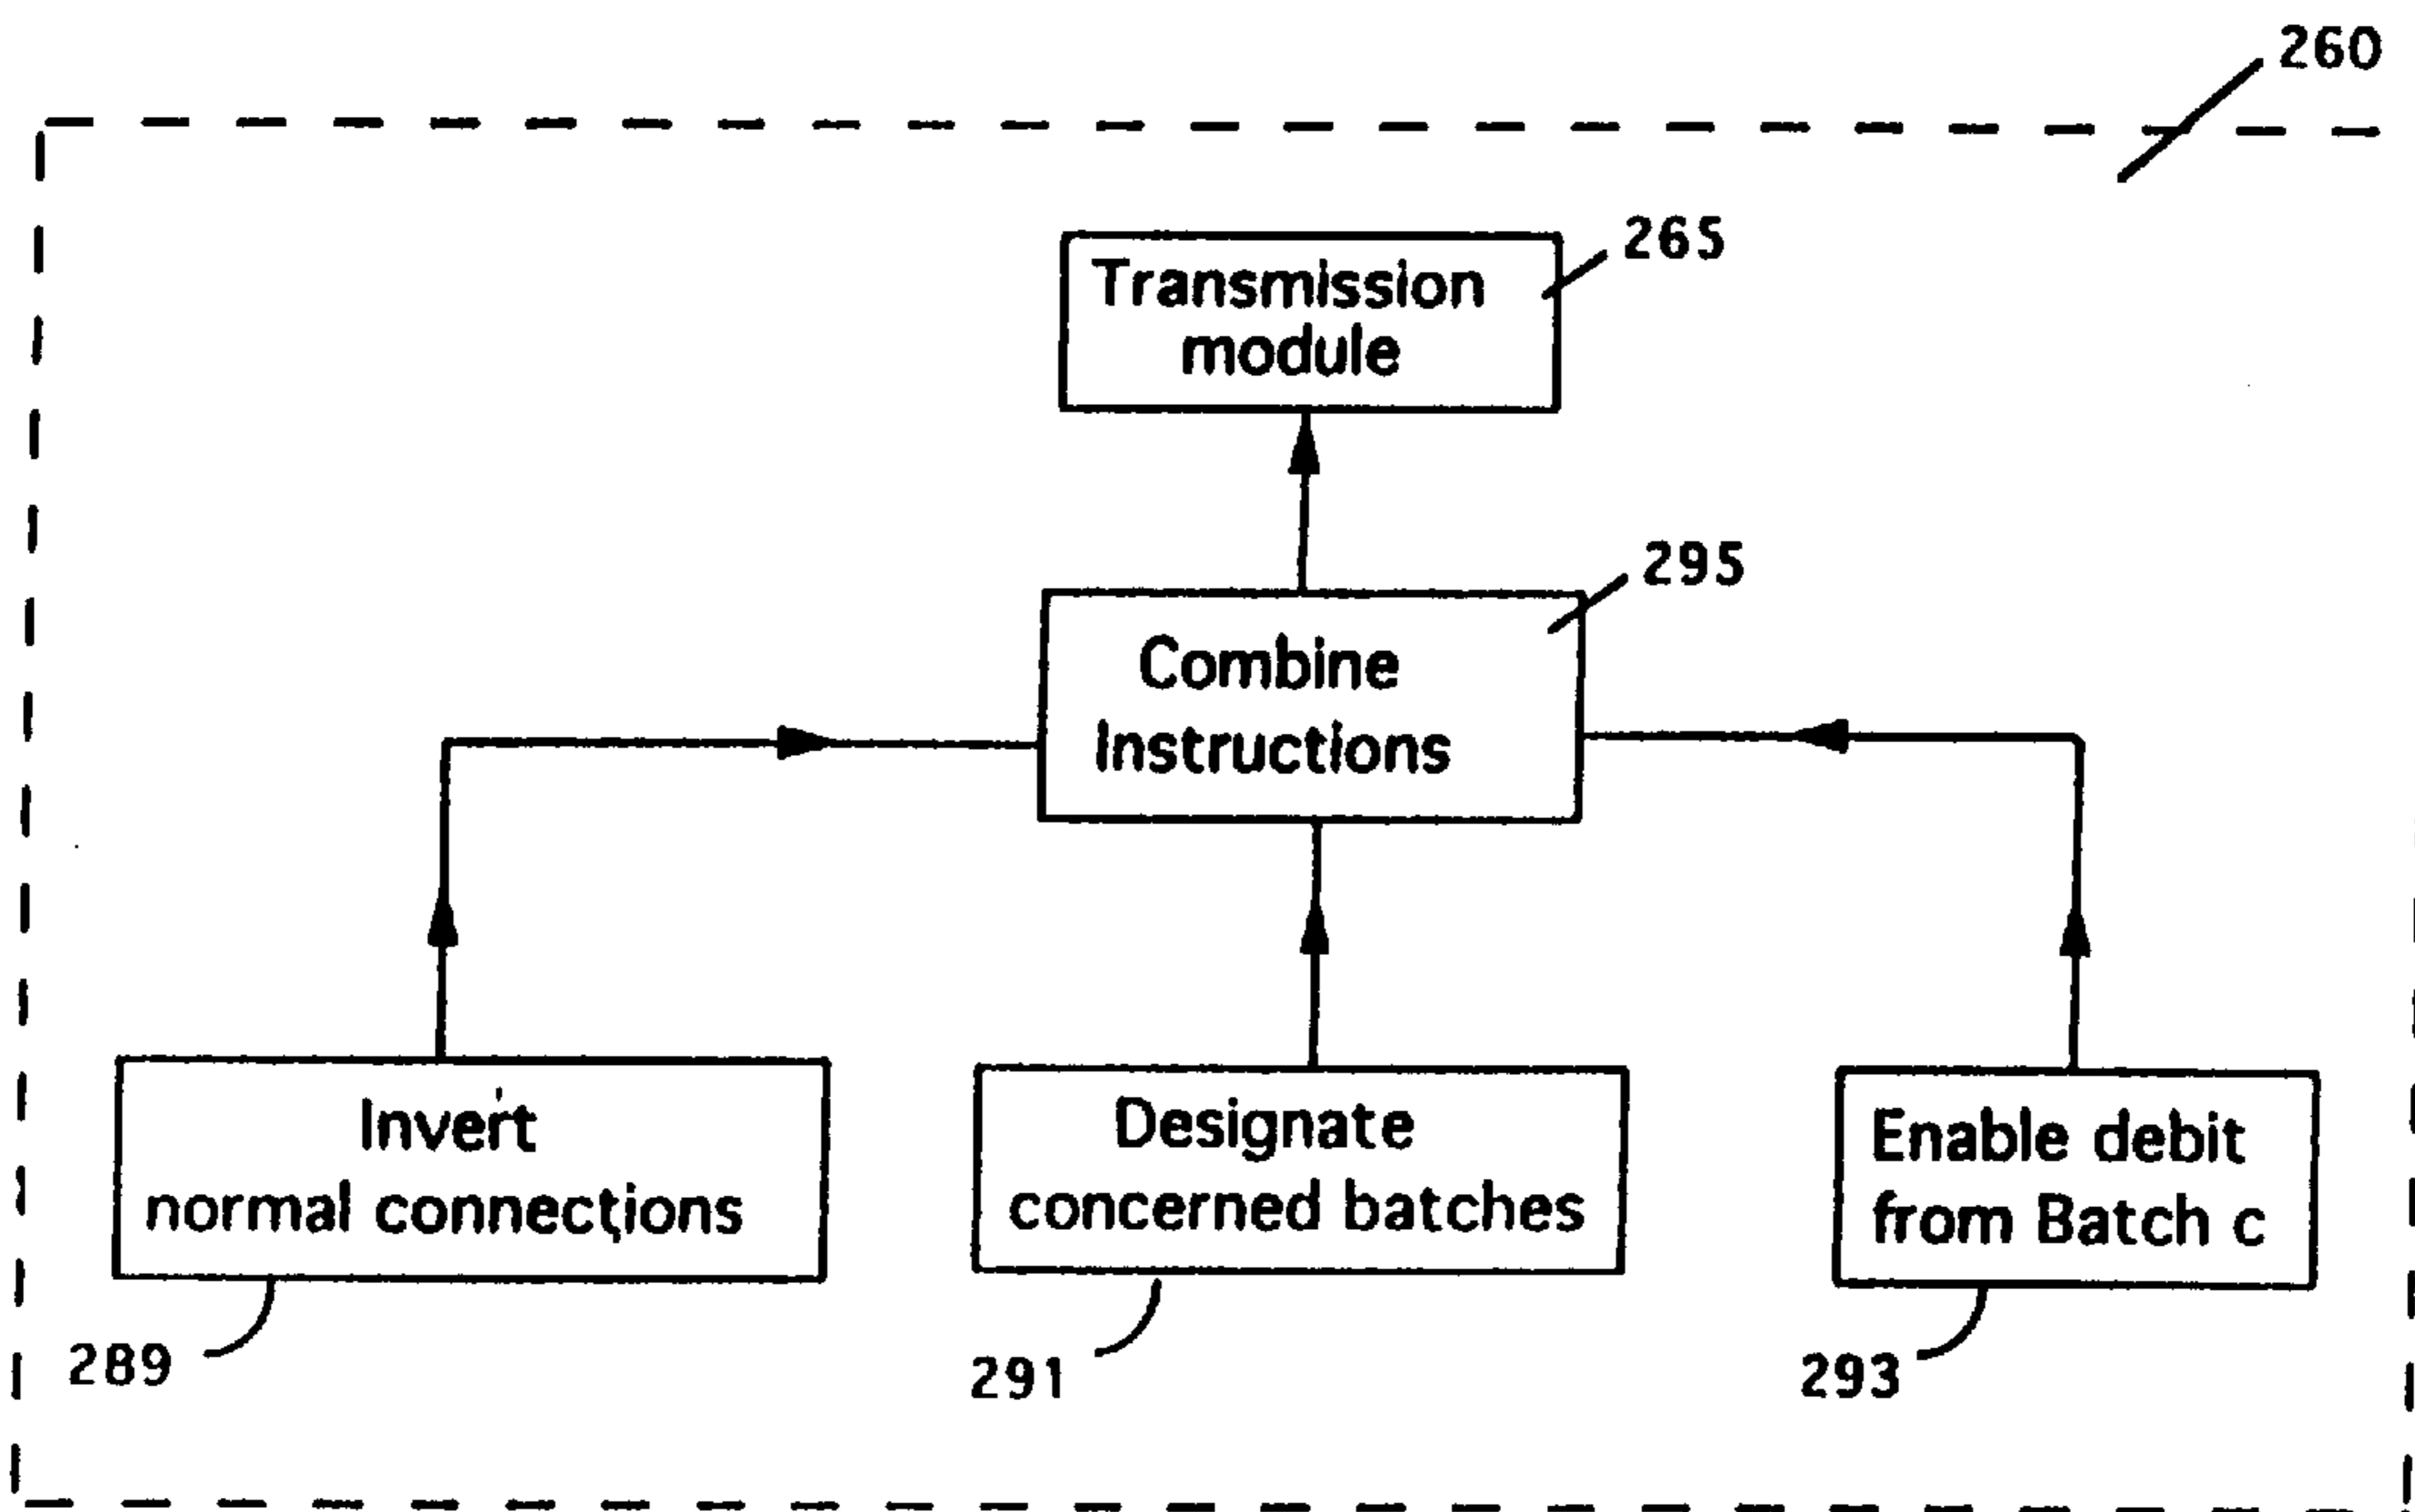 260
265
Transmission
module
295
Combine
Instructions
Invert
normal connections
Designate
concerned batches
Enable debit
from Batch c
289
291
293